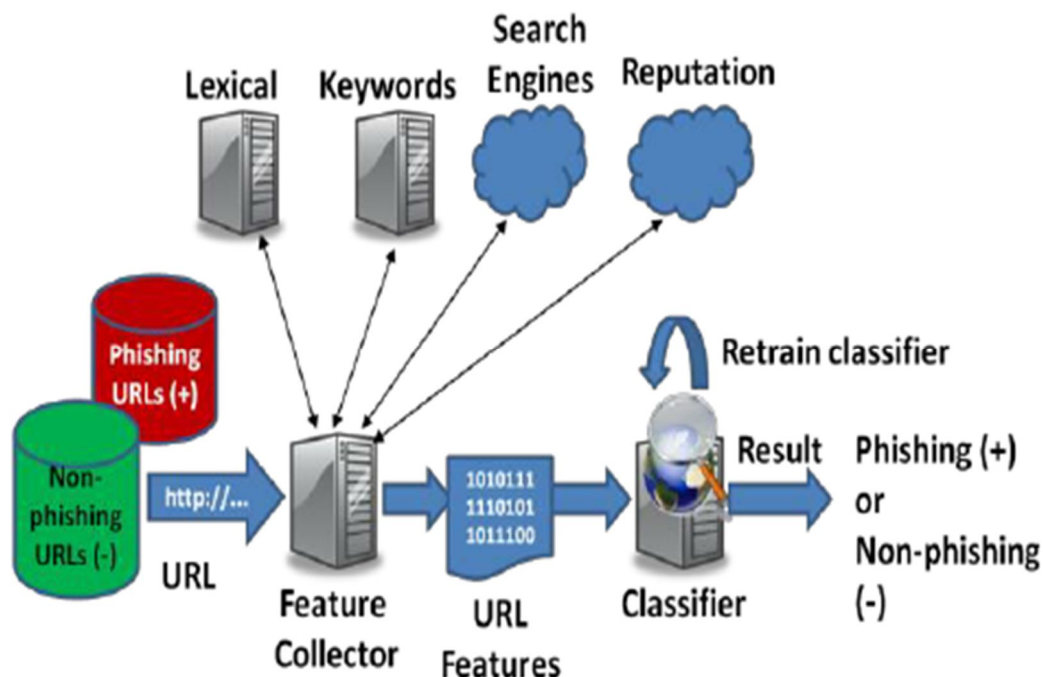 Lexical
Keywords
Search
Engines
Reputation
Phishing
URLs (+)
Non-
phishing
URLs (-)
http://...
URL
Feature
Collector
1010111
1110101
1011100
URL
Features
Retrain classifier
Classifier
Result
Phishing (+)
or
Non-phishing
(-)